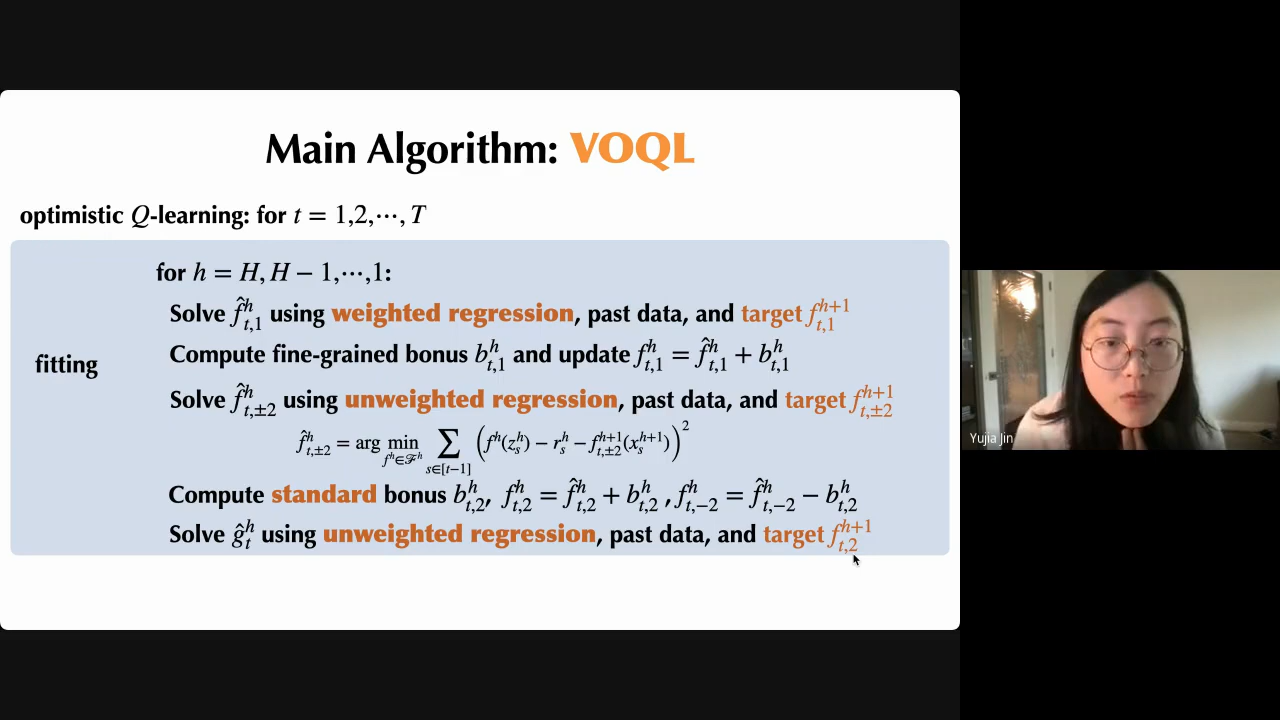 Main Algorithm: VOQL
optimistic Q-learning: for t = 1,2,⋯, T
for h = H, H − 1,⋯,1:
Solve f̂^h_{t,1} using weighted regression, past data, and target f^{h+1}_{t,1}
fitting
Compute fine-grained bonus b^h_{t,1} and update f^h_{t,1} = f̂^h_{t,1} + b^h_{t,1}
Solve f̂^h_{t,±2} using unweighted regression, past data, and target f^{h+1}_{t,±2}
f̂^h_{t,±2} = arg min_{f^h∈ℱ^h} ∑_{s∈[t−1]} (f^h(z^h_s) − r^h_s − f^{h+1}_{t,±2}(x^{h+1}_s))^2
Compute standard bonus b^h_{t,2}, f^h_{t,2} = f̂^h_{t,2} + b^h_{t,2} , f^h_{t,−2} = f̂^h_{t,−2} − b^h_{t,2}
Solve ĝ^h_t using unweighted regression, past data, and target f^{h+1}_{t,2}
Yujia Jin